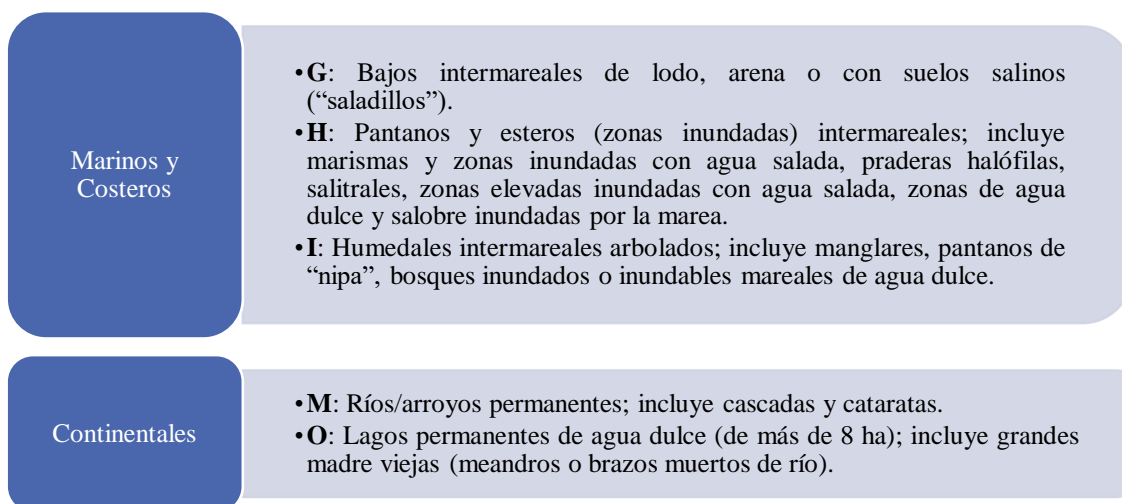 Marinos y
Costeros
•G: Bajos intermareales de lodo, arena o con suelos salinos
(“saladillos”).
•H: Pantanos y esteros (zonas inundadas) intermareales; incluye
marismas y zonas inundadas con agua salada, praderas halófilas,
salitrales, zonas elevadas inundadas con agua salada, zonas de agua
dulce y salobre inundadas por la marea.
•I: Humedales intermareales arbolados; incluye manglares, pantanos de
“nipa”, bosques inundados o inundables mareales de agua dulce.
Continentales
•M: Ríos/arroyos permanentes; incluye cascadas y cataratas.
•O: Lagos permanentes de agua dulce (de más de 8 ha); incluye grandes
madre viejas (meandros o brazos muertos de río).